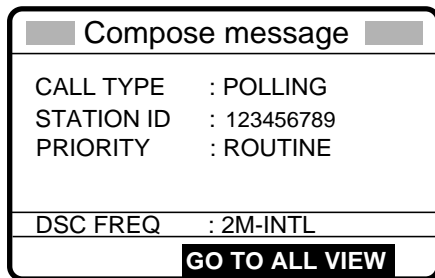 Compose message
CALL TYPE : POLLING
STATION ID : 123456789
PRIORITY : ROUTINE
DSC FREQ : 2M-INTL
GO TO ALL VIEW